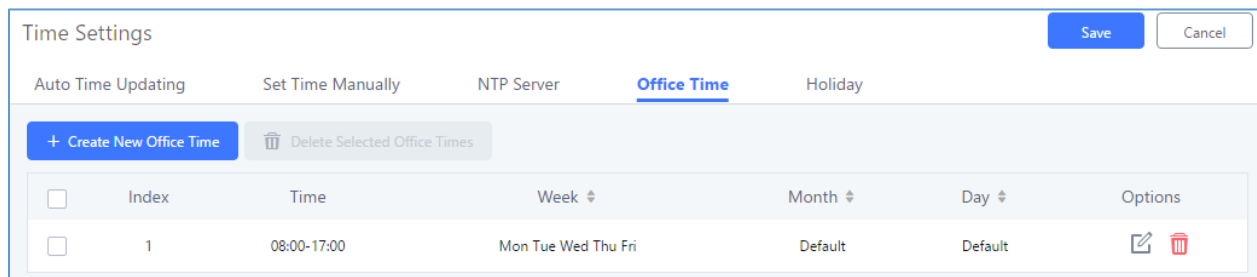 Time Settings Save Cancel
Auto Time Updating Set Time Manually NTP Server Office Time Holiday
+ Create New Office Time Delete Selected Office Times
Index Time Week Month Day Options
1 08:00-17:00 Mon Tue Wed Thu Fri Default Default